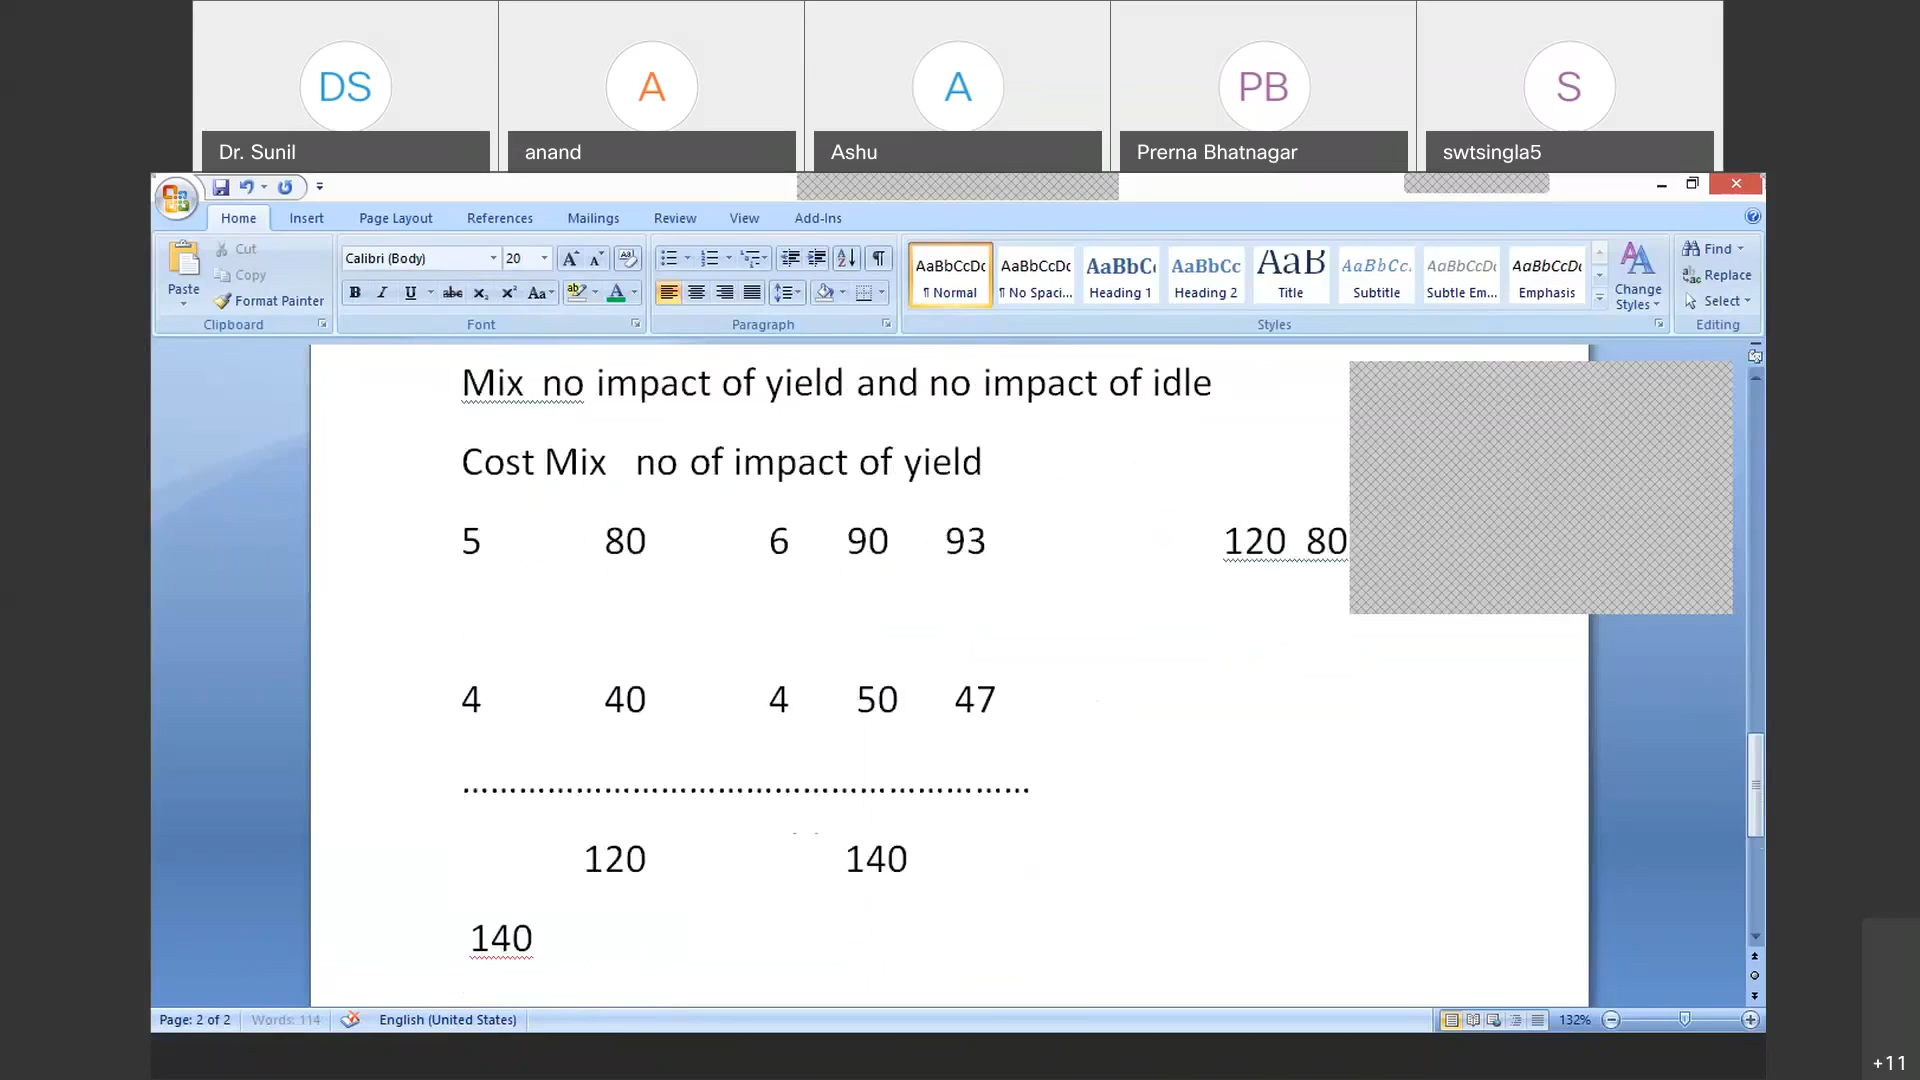 DS A A PB S
Dr. Sunil anand Ashu Prerna Bhatnagar swtsingla5
Home Insert Page Layout References Mailings Review View Add-Ins
Paste Cut Copy Format Painter Clipboard
Calibri (Body) 20 Font
Paragraph
AaBbCcDc AaBbCcDc AaBbC AaBbCc AaB AaBbCc. AaBbCcDc AaBbCcDc
¶ Normal ¶ No Spaci... Heading 1 Heading 2 Title Subtitle Subtle Em... Emphasis
Styles
Change Styles
Find Replace Select Editing
Mix no impact of yield and no impact of idle
Cost Mix no of impact of yield
5 80 6 90 93 120 80
4 40 4 50 47
............................................................
120 140
140
Page: 2 of 2 Words: 114 English (United States) 132%
+11